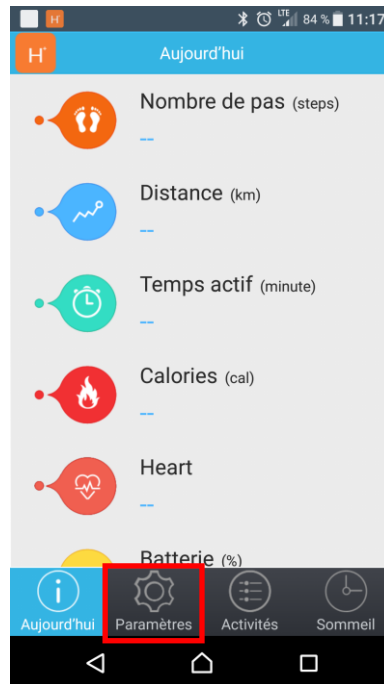 H
LTE 84 % 11:17
H
Aujourd'hui
Nombre de pas (steps)
--
Distance (km)
--
Temps actif (minute)
--
Calories (cal)
--
Heart
--
Batterie (%)
i
Aujourd'hui Paramètres Activités Sommeil